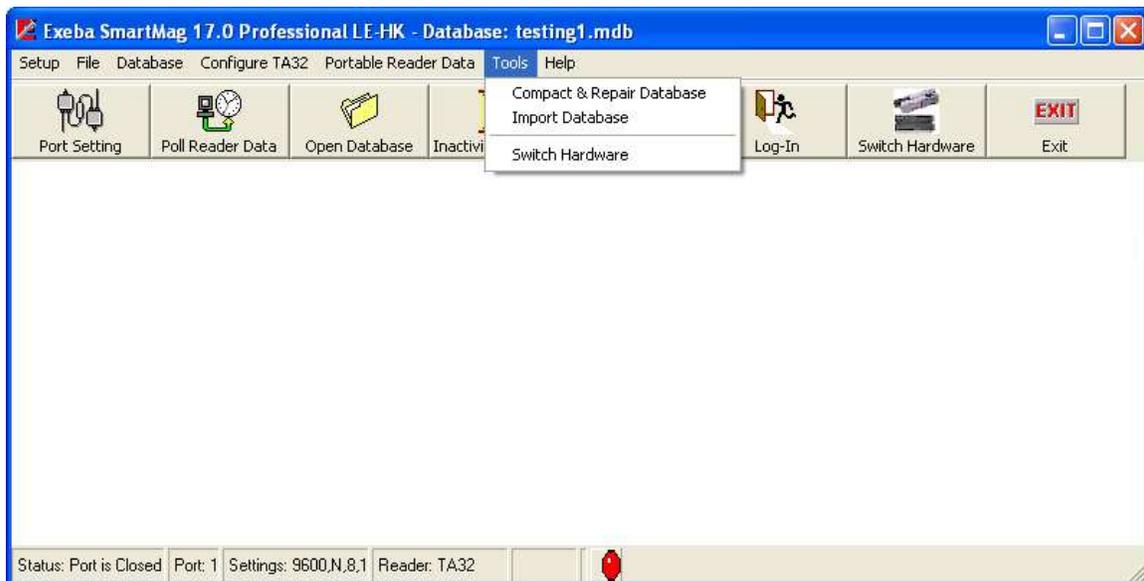 Exeba SmartMag 17.0 Professional LE-HK - Database: testing1.mdb
Setup File Database Configure TA32 Portable Reader Data Tools Help
Compact & Repair Database
Import Database
Switch Hardware
EXIT
Port Setting Poll Reader Data Open Database Log-In Switch Hardware Exit
Status: Port is Closed Port: 1 Settings: 9600,N,8,1 Reader: TA32